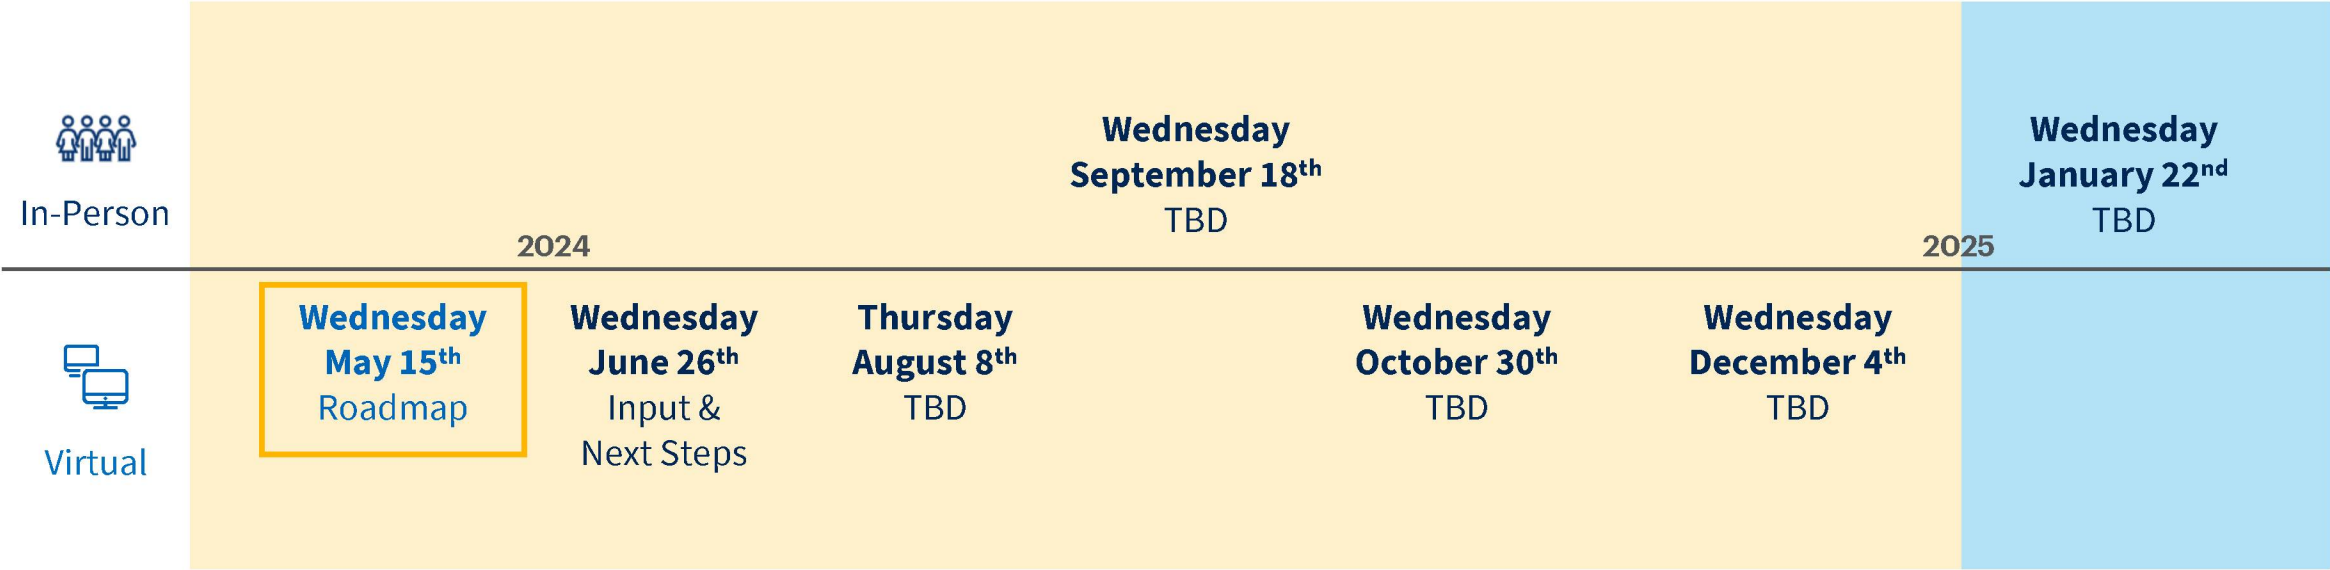 In-Person
Wednesday
September 18th
TBD
Wednesday
January 22nd
TBD
2024
2025
Virtual
Wednesday
May 15th
Roadmap
Wednesday
June 26th
Input &
Next Steps
Thursday
August 8th
TBD
Wednesday
October 30th
TBD
Wednesday
December 4th
TBD